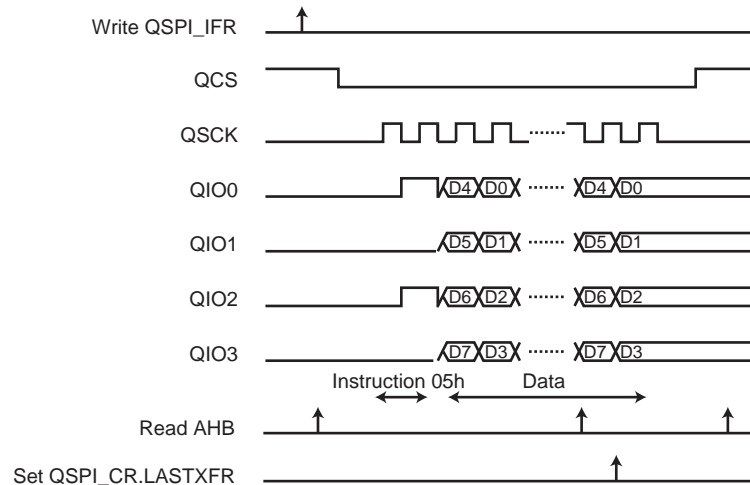 Write QSPI_IFR
QCS
QSCK
QIO0 D4 D0 D4 D0
QIO1 D5 D1 D5 D1
QIO2 D6 D2 D6 D2
QIO3 D7 D3 D7 D3
Instruction 05h Data
Read AHB
Set QSPI_CR.LASTXFR